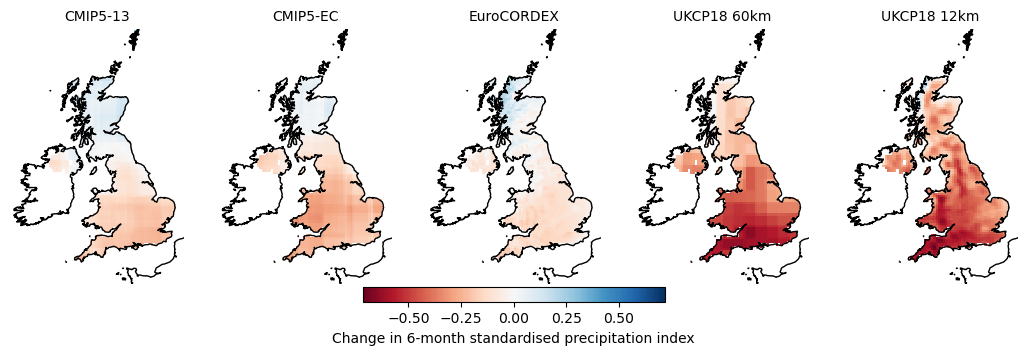 CMIP5-13 CMIP5-EC EuroCORDEX UKCP18 60km UKCP18 12km
−0.50 −0.25 0.00 0.25 0.50
Change in 6-month standardised precipitation index